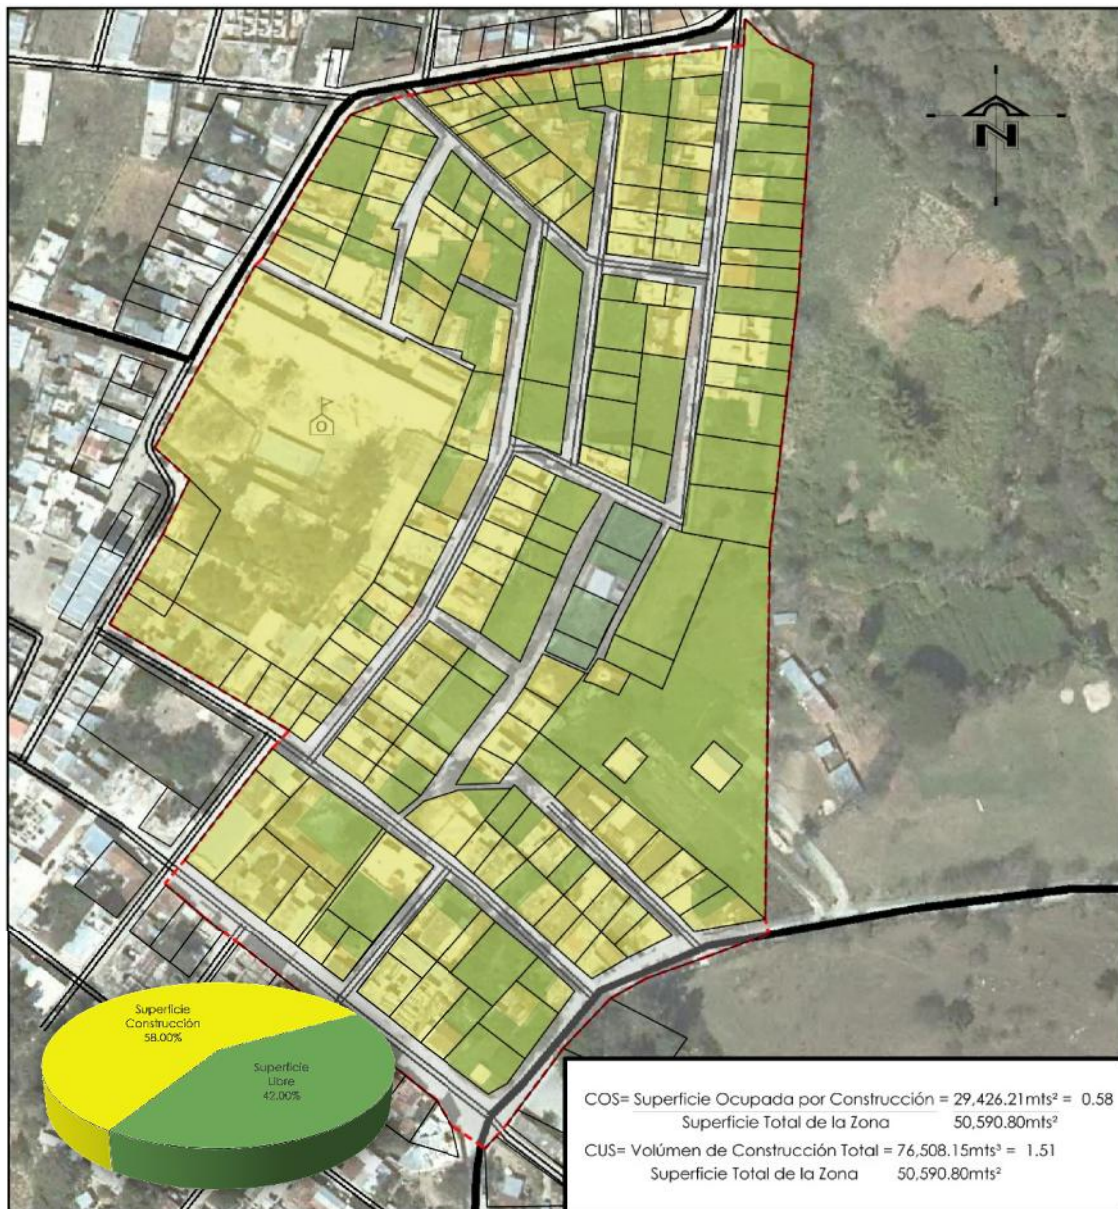 N
Superficie
Construcción
58.00%
Superficie
Libre
42.00%
COS= Superficie Ocupada por Construcción = 29,426.21mts² = 0.58
Superficie Total de la Zona 50,590.80mts²
CUS= Volúmen de Construcción Total = 76,508.15mts³ = 1.51
Superficie Total de la Zona 50,590.80mts²